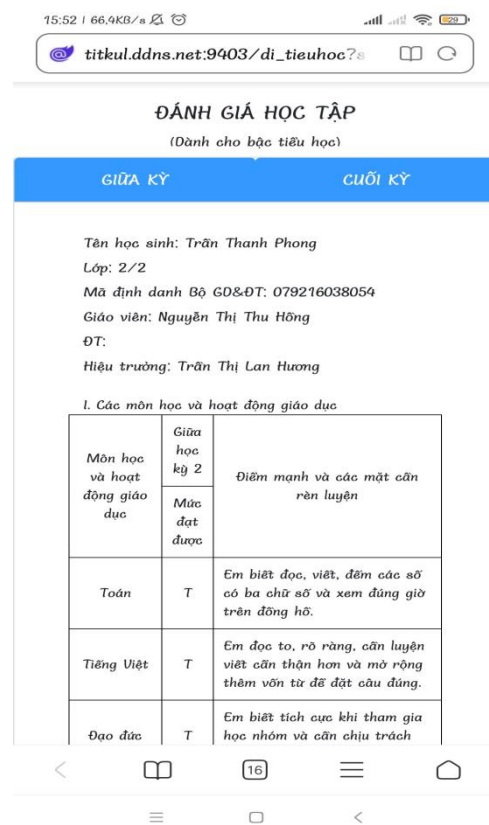 15:52 | 66,4KB/s
29
titkul.ddns.net:9403/di_tieuhoc?s
ĐÁNH GIÁ HỌC TẬP
(Dành cho bậc tiểu học)
GIỮA KỲ
CUỐI KỲ
Tên học sinh: Trần Thanh Phong
Lớp: 2/2
Mã định danh Bộ GD&ĐT: 079216038054
Giáo viên: Nguyễn Thị Thu Hồng
ĐT:
Hiệu trưởng: Trần Thị Lan Hương
I. Các môn học và hoạt động giáo dục
Môn học
và hoạt
động giáo
dục
Giữa
học
kỳ 2
Mức
đạt
được
Điểm mạnh và các mặt cần
rèn luyện
Toán
T
Em biết đọc, viết, đếm các số
có ba chữ số và xem đúng giờ
trên đồng hồ.
Tiếng Việt
T
Em đọc to, rõ ràng, cần luyện
viết cẩn thận hơn và mở rộng
thêm vốn từ để đặt câu đúng.
Đạo đức
T
Em biết tích cực khi tham gia
học nhóm và cần chịu trách
16